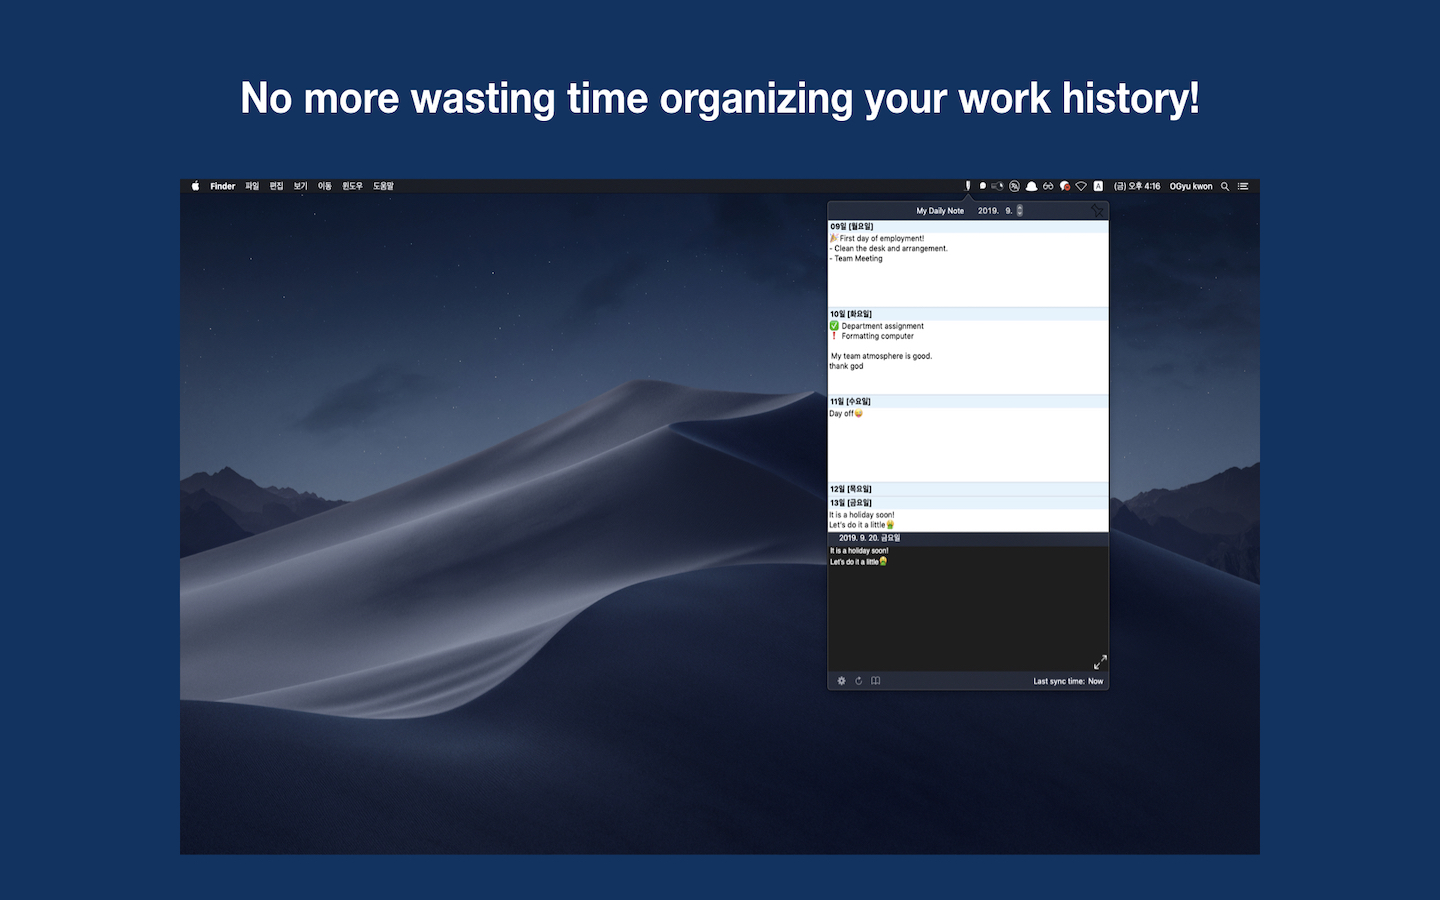 No more wasting time organizing your work history!
Finder 파일 편집 보기 이동 윈도우 도움말 A (금) 오후 4:16 OGyu kwon
My Daily Note 2019. 9.
09일 [월요일]
🎉 First day of employment!
- Clean the desk and arrangement.
- Team Meeting
10일 [화요일]
✅ Department assignment
❗ Formatting computer
My team atmosphere is good.
thank god
11일 [수요일]
Day off😝
12일 [목요일]
13일 [금요일]
It is a holiday soon!
Let's do it a little🤑
2019. 9. 20. 금요일
It is a holiday soon!
Let's do it a little🤑
Last sync time: Now